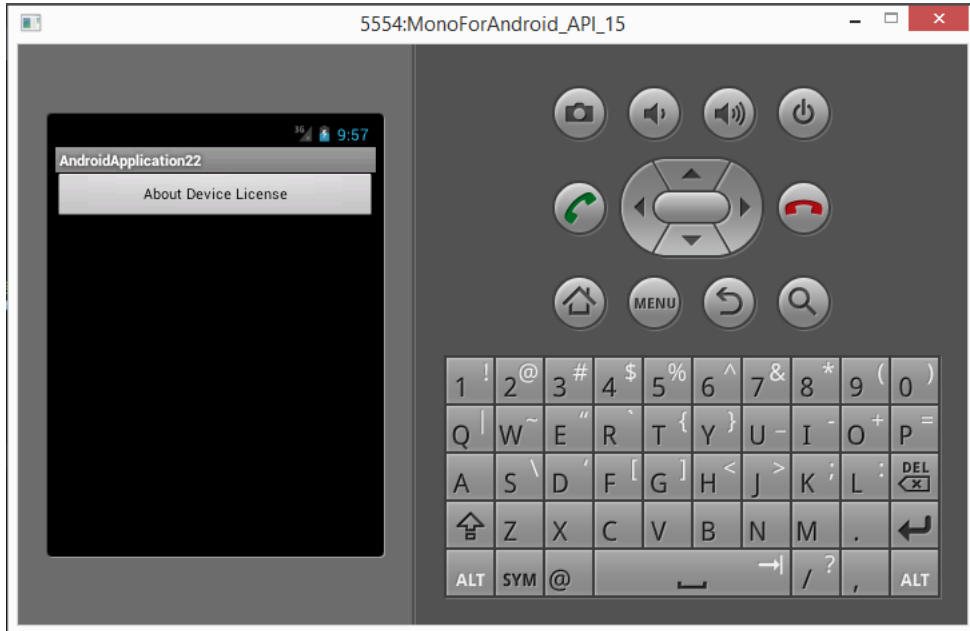 5554:MonoForAndroid_API_15
3G 9:57
AndroidApplication22
About Device License
MENU
1 ! 2 @ 3 # 4 $ 5 % 6 ^ 7 & 8 * 9 ( 0 )
Q | W ~ E “ R ` T { Y } U _ I - O + P =
A S \ D ‘ F [ G ] H < J > K ; L : DEL
Z X C V B N M .
ALT SYM @ / ? , ALT